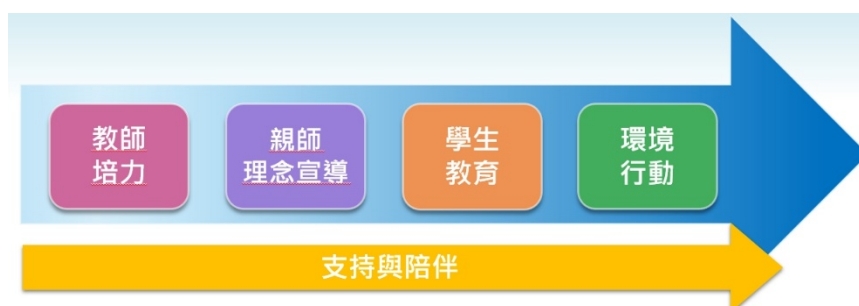 教師
培力
親師
理念宣導
學生
教育
環境
行動
支持與陪伴